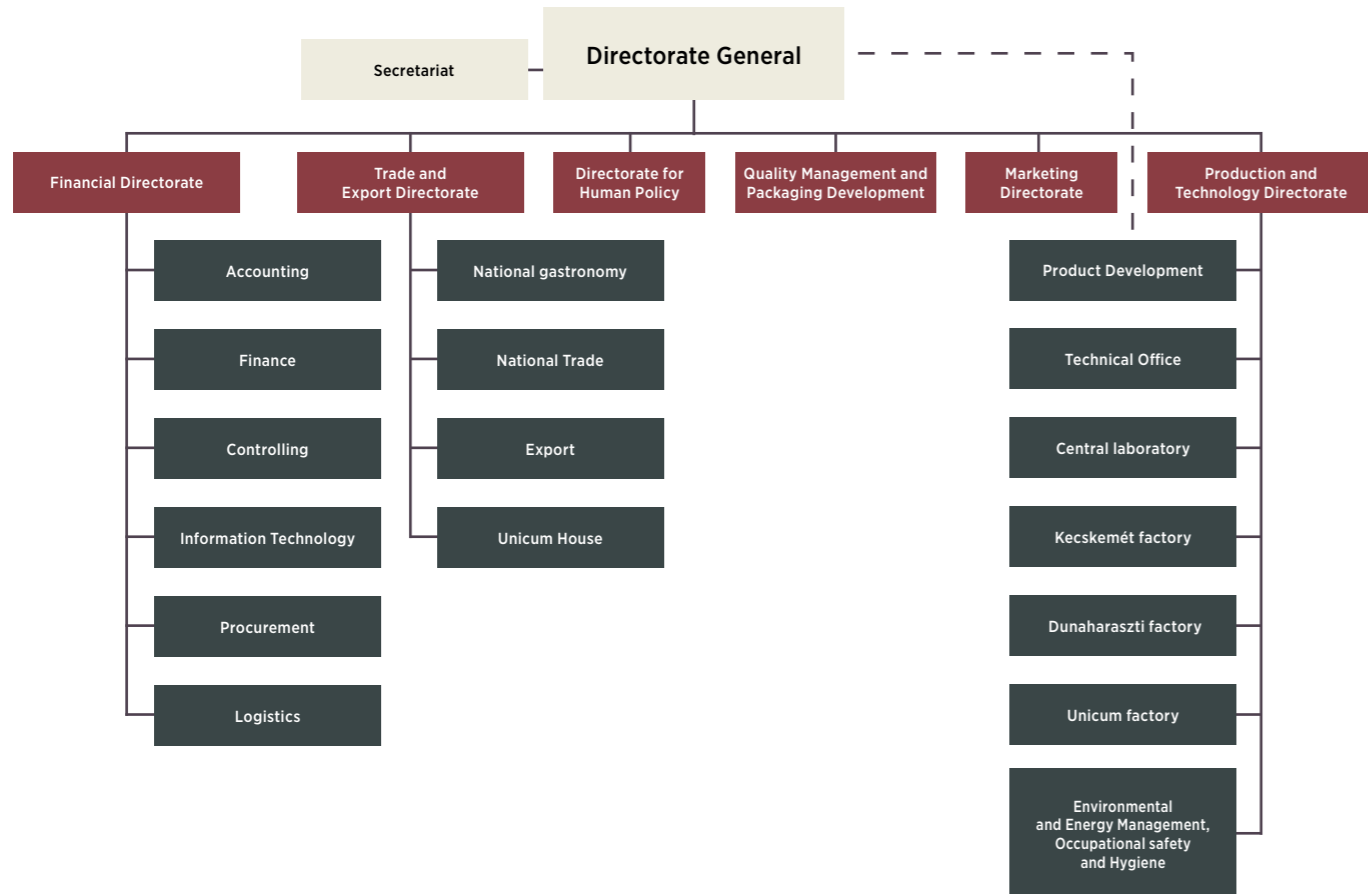 Directorate General
Secretariat
Financial Directorate
Trade and
Export Directorate
Directorate for
Human Policy
Quality Management and
Packaging Development
Marketing
Directorate
Production and
Technology Directorate
Accounting
Finance
Controlling
Information Technology
Procurement
Logistics
National gastronomy
National Trade
Export
Unicum House
Product Development
Technical Office
Central laboratory
Kecskemét factory
Dunaharaszti factory
Unicum factory
Environmental
and Energy Management,
Occupational safety
and Hygiene